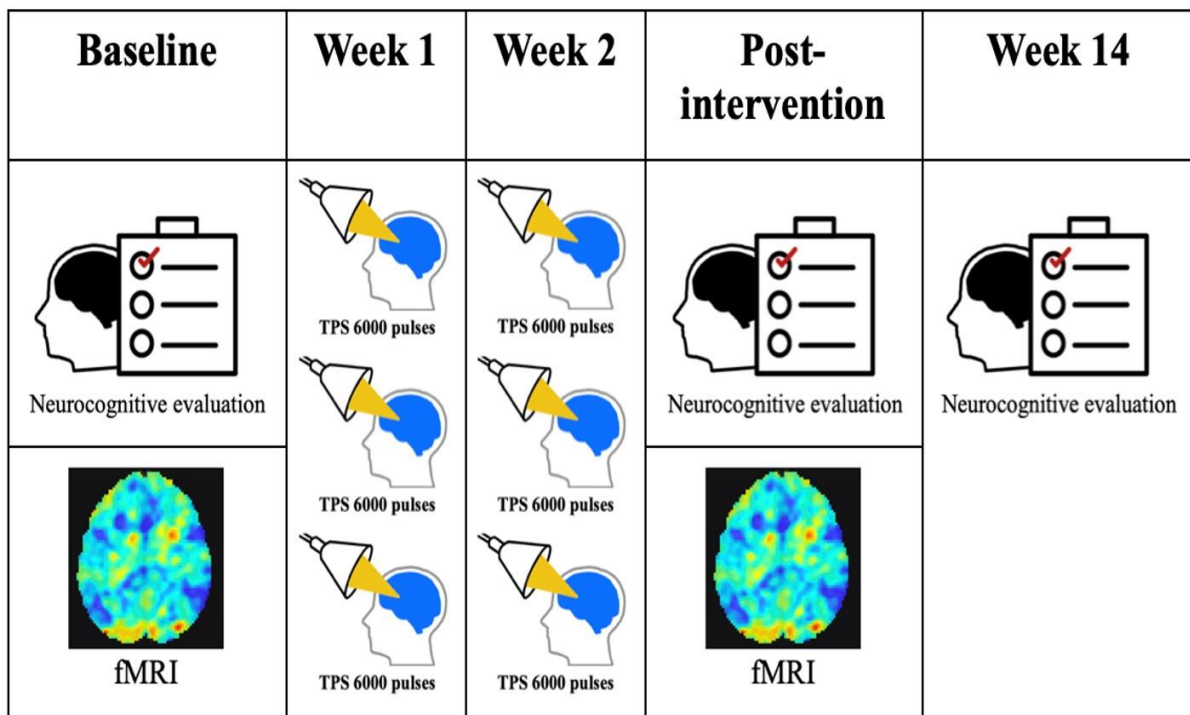 Baseline
Week 1
Week 2
Post-
intervention
Week 14
Neurocognitive evaluation
fMRI
TPS 6000 pulses
TPS 6000 pulses
TPS 6000 pulses
TPS 6000 pulses
TPS 6000 pulses
TPS 6000 pulses
Neurocognitive evaluation
fMRI
Neurocognitive evaluation